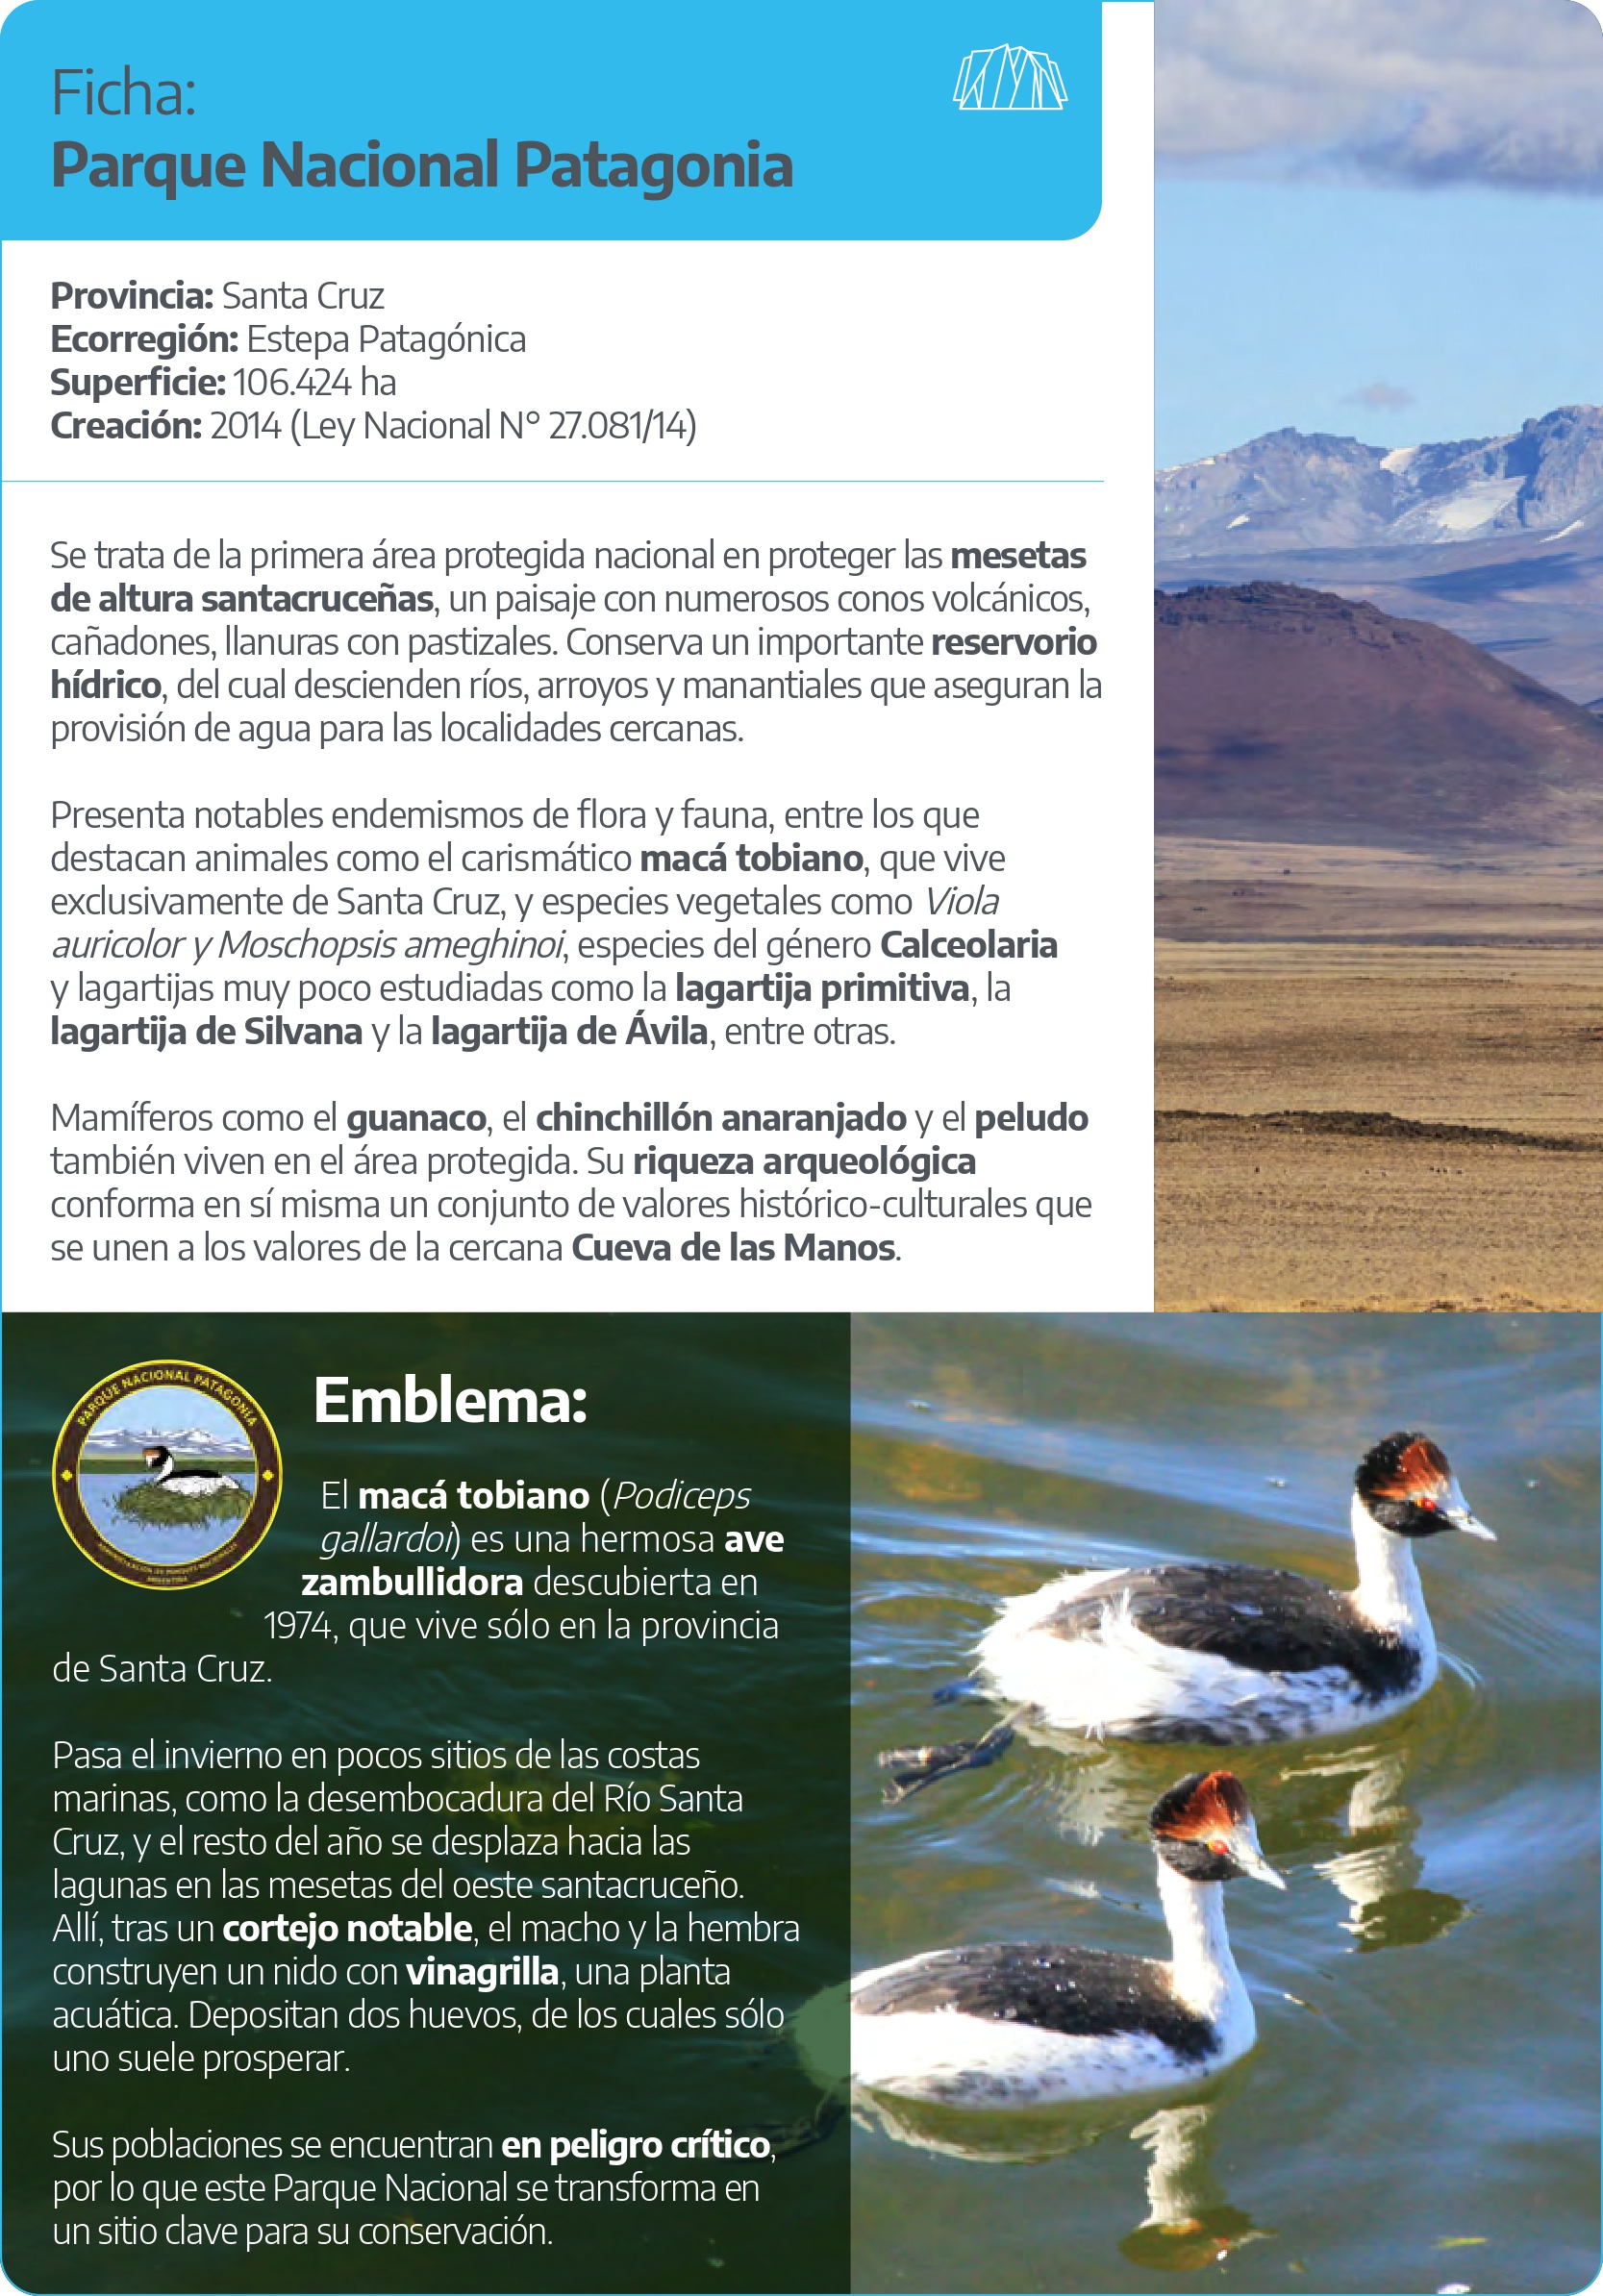 Ficha:
Parque Nacional Patagonia
Provincia: Santa Cruz
Ecorregión: Estepa Patagónica
Superficie: 106.424 ha
Creación: 2014 (Ley Nacional N° 27.081/14)
Se trata de la primera área protegida nacional en proteger las mesetas
de altura santacruceñas, un paisaje con numerosos conos volcánicos,
cañadones, llanuras con pastizales. Conserva un importante reservorio
hídrico, del cual descienden ríos, arroyos y manantiales que aseguran la
provisión de agua para las localidades cercanas.
Presenta notables endemismos de flora y fauna, entre los que
destacan animales como el carismático macá tobiano, que vive
exclusivamente de Santa Cruz, y especies vegetales como Viola
auricolor y Moschopsis ameghinoi, especies del género Calceolaria
y lagartijas muy poco estudiadas como la lagartija primitiva, la
lagartija de Silvana y la lagartija de Ávila, entre otras.
Mamíferos como el guanaco, el chinchillón anaranjado y el peludo
también viven en el área protegida. Su riqueza arqueológica
conforma en sí misma un conjunto de valores histórico-culturales que
se unen a los valores de la cercana Cueva de las Manos.
PARQUE NACIONAL PATAGONIA
ADMINISTRACIÓN DE PARQUES NACIONALES
ARGENTINA
Emblema:
El macá tobiano (Podiceps
gallardoi) es una hermosa ave
zambullidora descubierta en
1974, que vive sólo en la provincia
de Santa Cruz.
Pasa el invierno en pocos sitios de las costas
marinas, como la desembocadura del Río Santa
Cruz, y el resto del año se desplaza hacia las
lagunas en las mesetas del oeste santacruceño.
Allí, tras un cortejo notable, el macho y la hembra
construyen un nido con vinagrilla, una planta
acuática. Depositan dos huevos, de los cuales sólo
uno suele prosperar.
Sus poblaciones se encuentran en peligro crítico,
por lo que este Parque Nacional se transforma en
un sitio clave para su conservación.